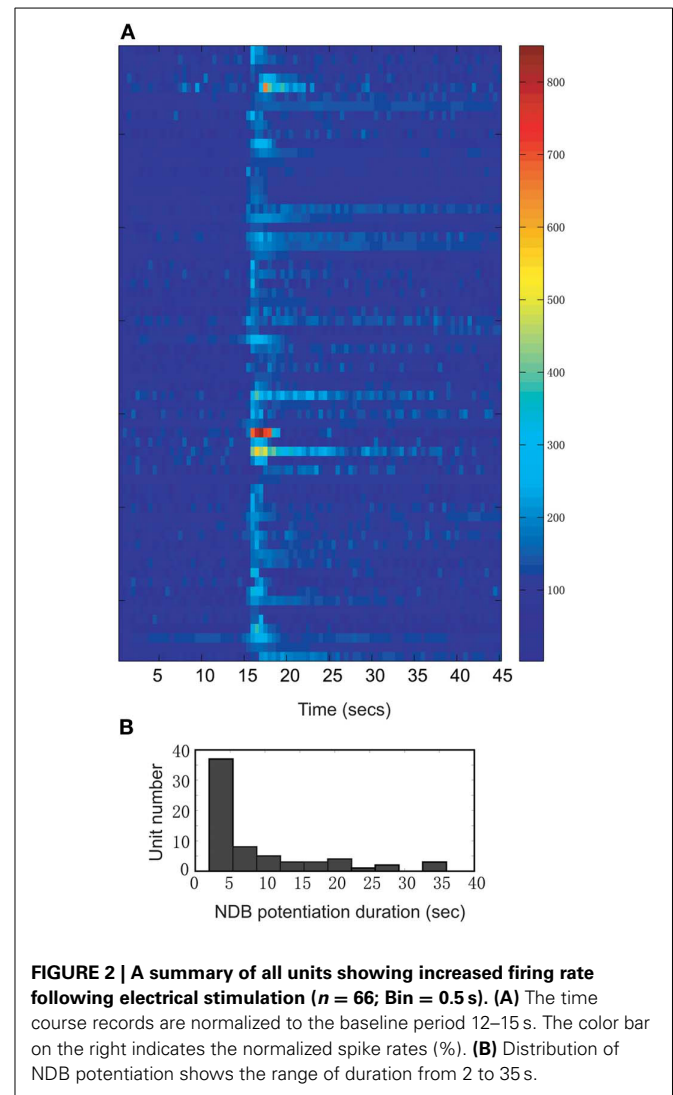 A
800
700
600
500
400
300
200
100
5 10 15 20 25 30 35 40 45
Time (secs)
B
40
30
20
10
0
Unit number
0 5 10 15 20 25 30 35 40
NDB potentiation duration (sec)
FIGURE 2 | A summary of all units showing increased firing rate
following electrical stimulation (n = 66; Bin = 0.5 s). (A) The time
course records are normalized to the baseline period 12–15 s. The color bar
on the right indicates the normalized spike rates (%). (B) Distribution of
NDB potentiation shows the range of duration from 2 to 35 s.